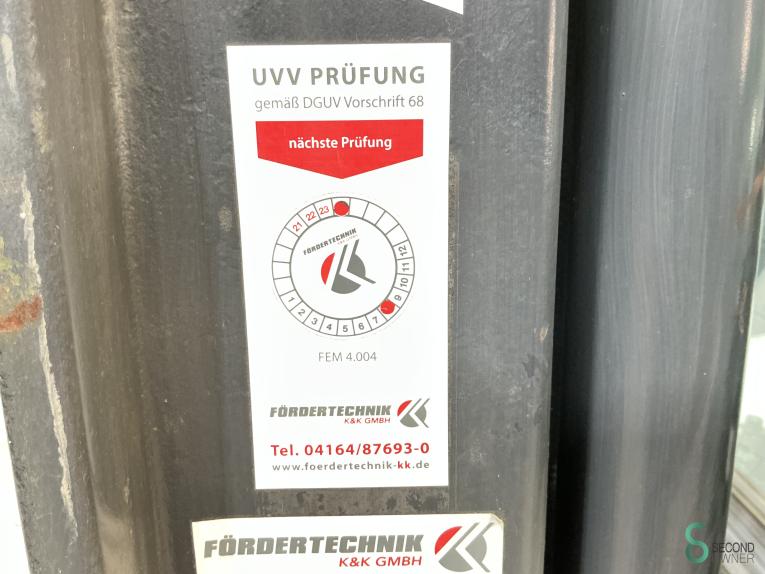 UVV PRÜFUNG
gemäß DGUV Vorschrift 68
nächste Prüfung
21 22 23
FÖRDERTECHNIK
1 2 3 4 5 6 7 9 10 11 12
FEM 4.004
FÖRDERTECHNIK
K&K GMBH
Tel. 04164/87693-0
www.foerdertechnik-kk.de
FÖRDERTECHNIK
K&K GMBH
SECOND
OWNER